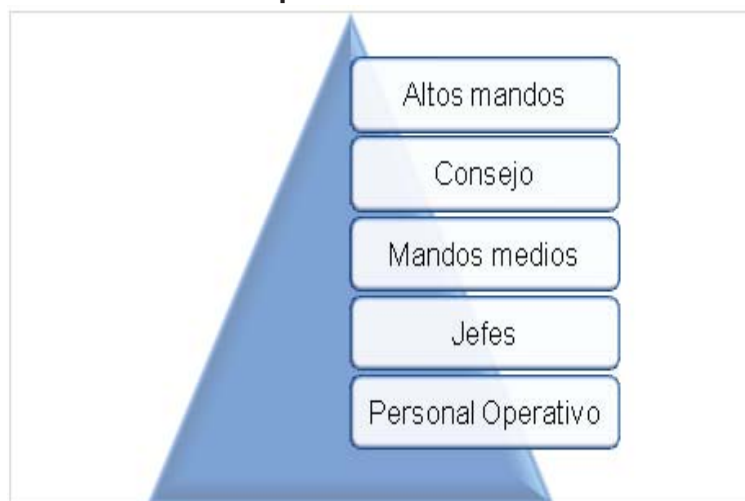 Altos mandos
Consejo
Mandos medios
Jefes
Personal Operativo